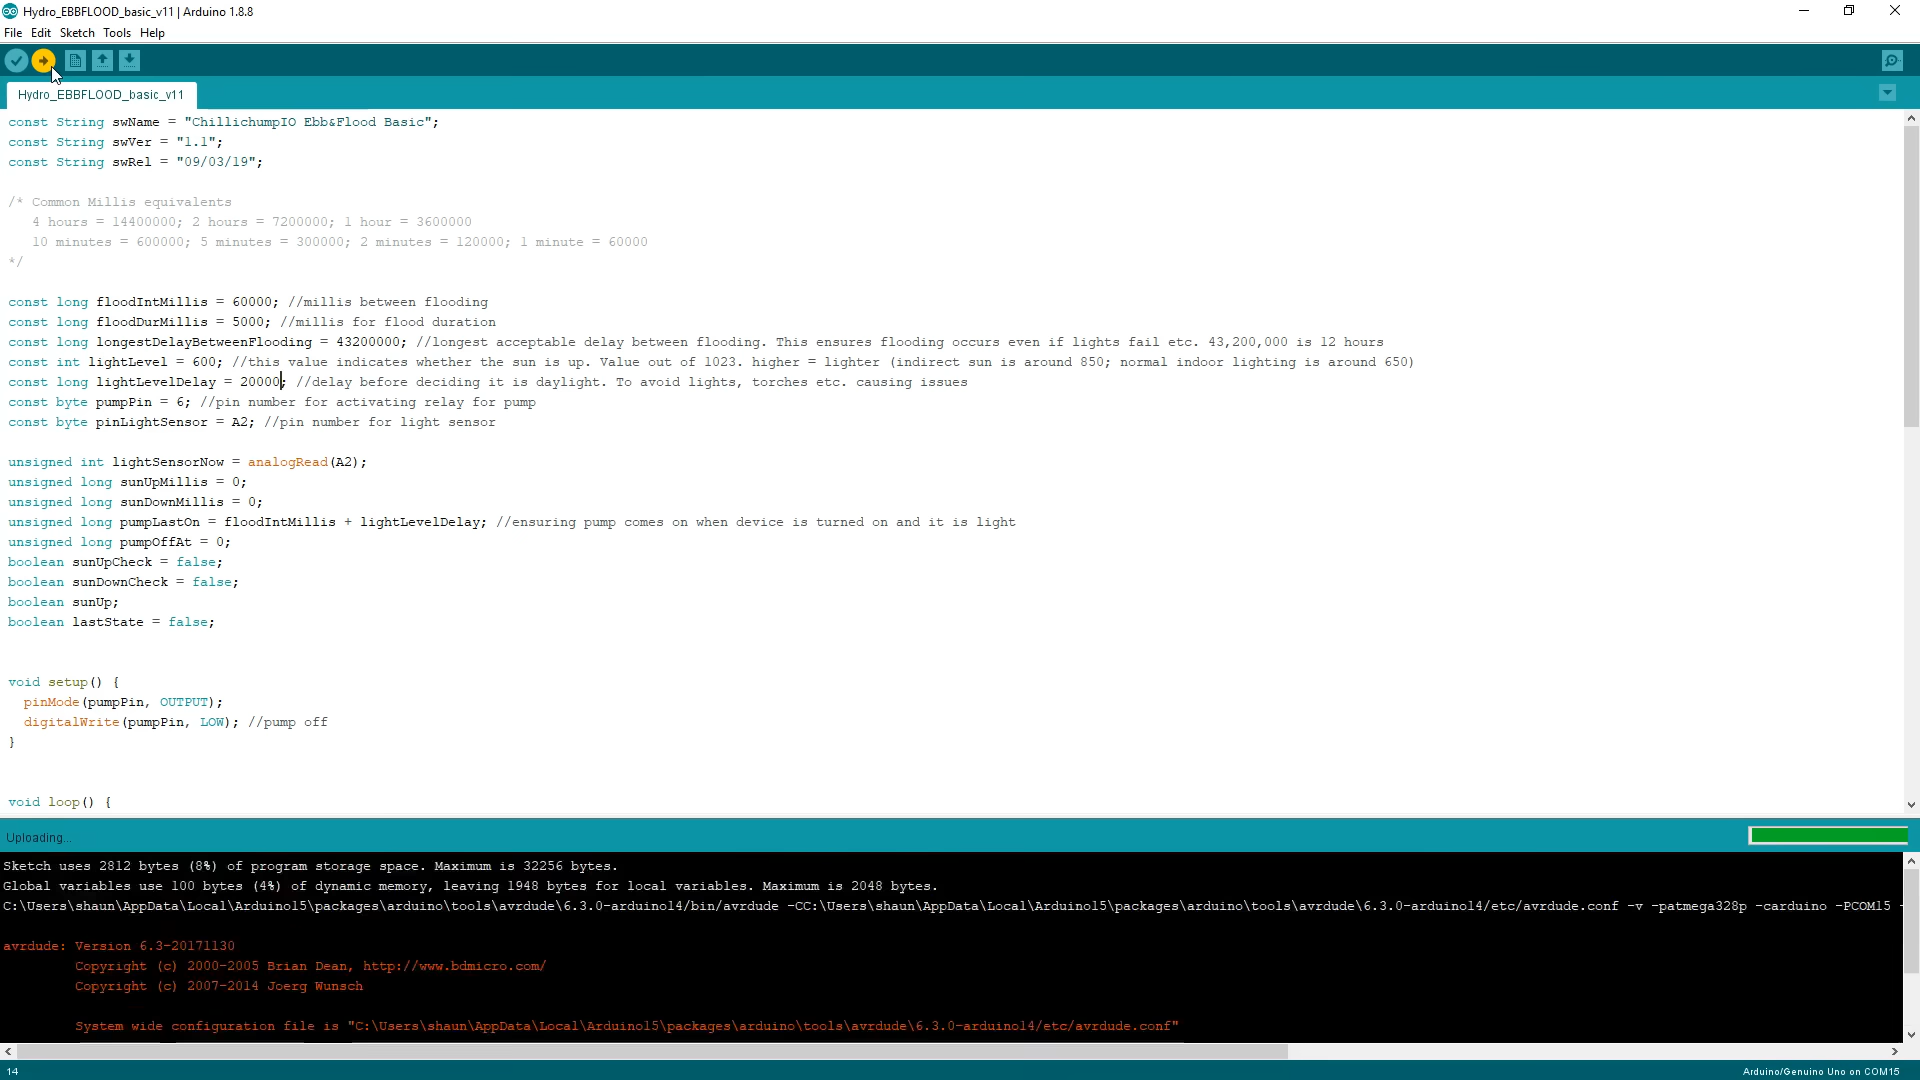 Hydro_EBBFLOOD_basic_v11 | Arduino 1.8.8
File Edit Sketch Tools Help
Hydro_EBBFLOOD_basic_v11
const String swName = "ChillichumpIO Ebb&Flood Basic";
const String swVer = "1.1";
const String swRel = "09/03/19";
/* Common Millis equivalents
4 hours = 14400000; 2 hours = 7200000; 1 hour = 3600000
10 minutes = 600000; 5 minutes = 300000; 2 minutes = 120000; 1 minute = 60000
*/
const long floodIntMillis = 60000; //millis between flooding
const long floodDurMillis = 5000; //millis for flood duration
const long longestDelayBetweenFlooding = 43200000; //longest acceptable delay between flooding. This ensures flooding occurs even if lights fail etc. 43,200,000 is 12 hours
const int lightLevel = 600; //this value indicates whether the sun is up. Value out of 1023. higher = lighter (indirect sun is around 850; normal indoor lighting is around 650)
const long lightLevelDelay = 20000; //delay before deciding it is daylight. To avoid lights, torches etc. causing issues
const byte pumpPin = 6; //pin number for activating relay for pump
const byte pinLightSensor = A2; //pin number for light sensor
unsigned int lightSensorNow = analogRead(A2);
unsigned long sunUpMillis = 0;
unsigned long sunDownMillis = 0;
unsigned long pumpLastOn = floodIntMillis + lightLevelDelay; //ensuring pump comes on when device is turned on and it is light
unsigned long pumpOffAt = 0;
boolean sunUpCheck = false;
boolean sunDownCheck = false;
boolean sunUp;
boolean lastState = false;
void setup() {
pinMode(pumpPin, OUTPUT);
digitalWrite(pumpPin, LOW); //pump off
}
void loop() {
Uploading...
Sketch uses 2812 bytes (8%) of program storage space. Maximum is 32256 bytes.
Global variables use 100 bytes (4%) of dynamic memory, leaving 1948 bytes for local variables. Maximum is 2048 bytes.
C:\Users\shaun\AppData\Local\Arduino15\packages\arduino\tools\avrdude\6.3.0-arduino14/bin/avrdude -CC:\Users\shaun\AppData\Local\Arduino15\packages\arduino\tools\avrdude\6.3.0-arduino14/etc/avrdude.conf -v -patmega328p -carduino -PCOM15 -
avrdude: Version 6.3-20171130
Copyright (c) 2000-2005 Brian Dean, http://www.bdmicro.com/
Copyright (c) 2007-2014 Joerg Wunsch
System wide configuration file is "C:\Users\shaun\AppData\Local\Arduino15\packages\arduino\tools\avrdude\6.3.0-arduino14/etc/avrdude.conf"
14
Arduino/Genuino Uno on COM15